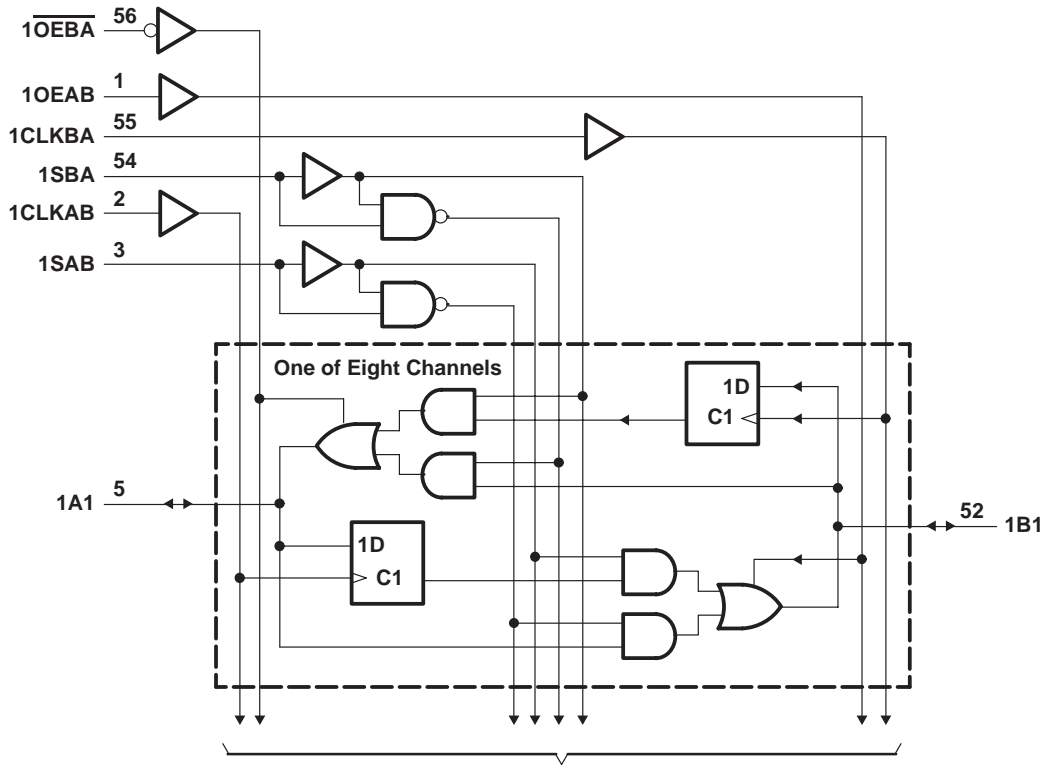 1O̅E̅B̅A̅ 56
1OEAB 1
1CLKBA 55
1SBA 54
1CLKAB 2
1SAB 3
One of Eight Channels
1D
C1
1A1 5
52 1B1
1D
C1